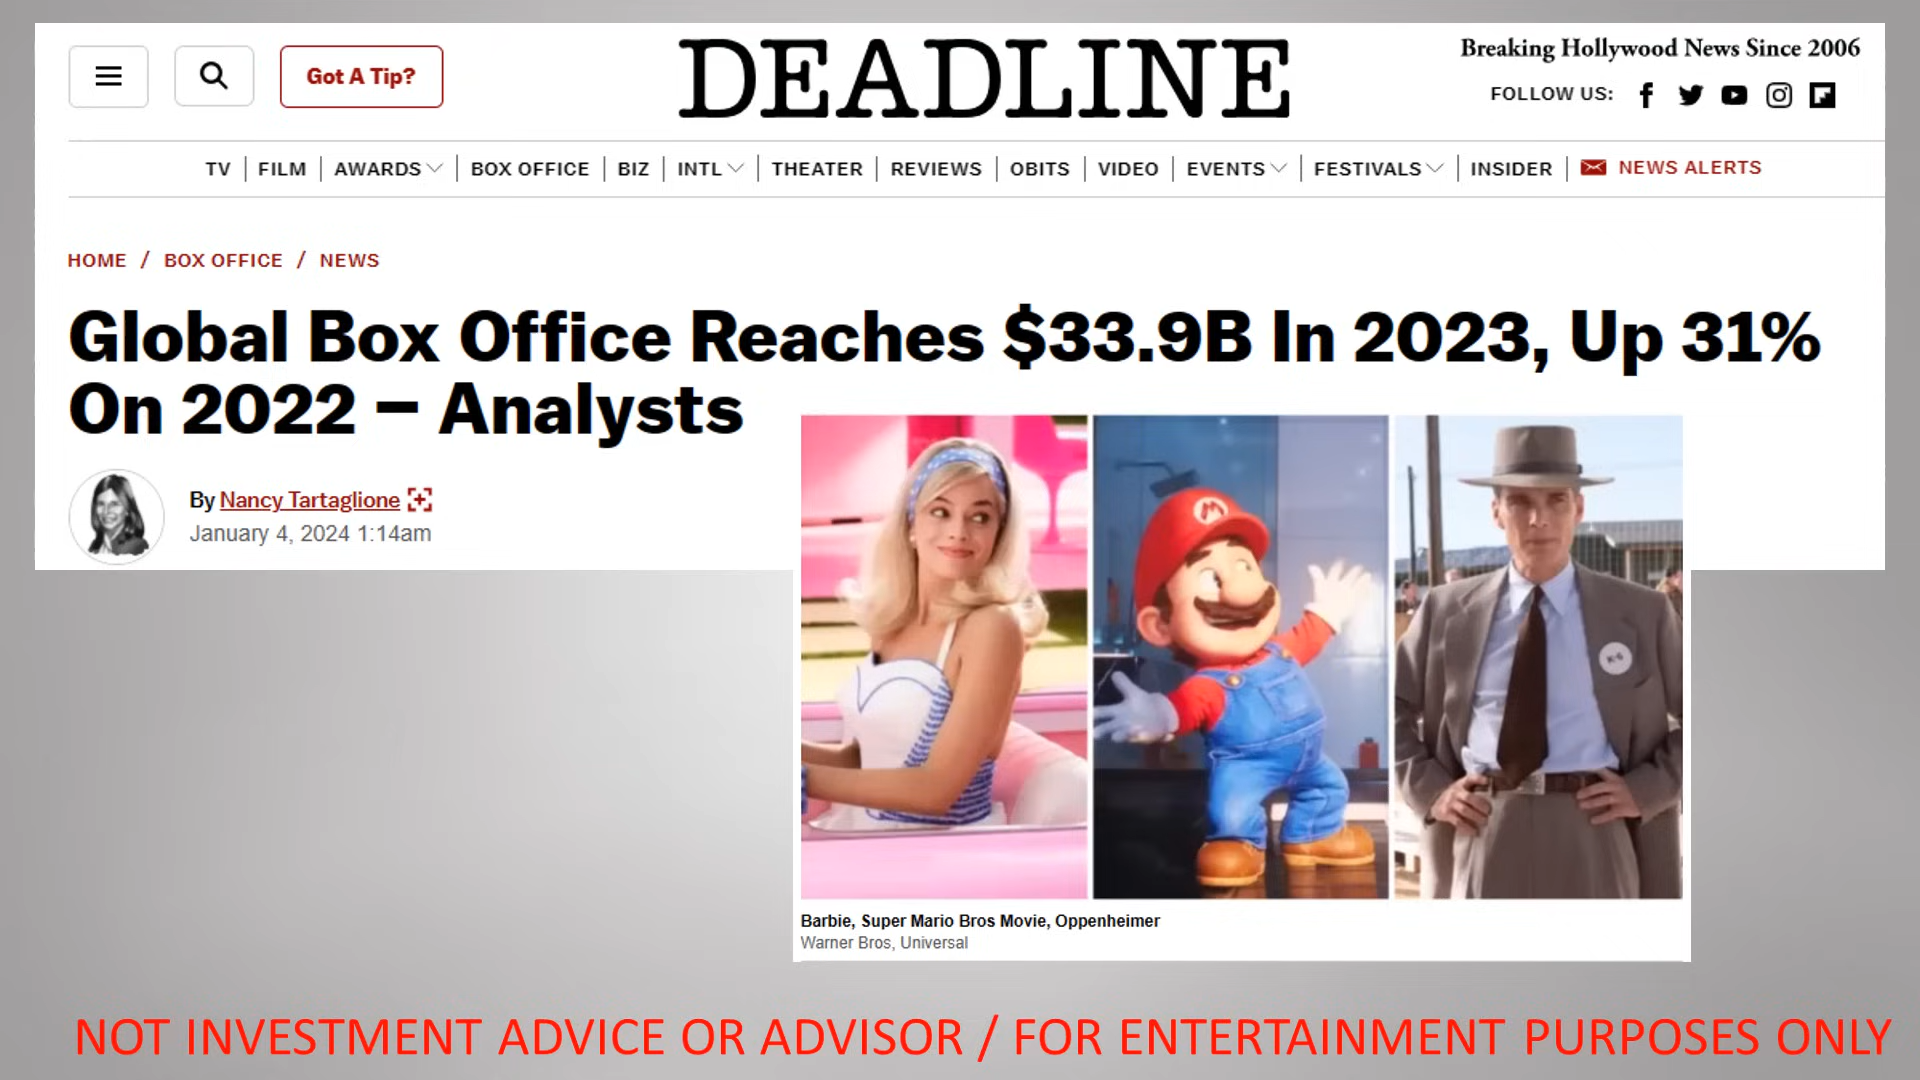 Got A Tip?
DEADLINE
Breaking Hollywood News Since 2006
FOLLOW US:
TV | FILM | AWARDS | BOX OFFICE | BIZ | INTL | THEATER | REVIEWS | OBITS | VIDEO | EVENTS | FESTIVALS | INSIDER | NEWS ALERTS
HOME / BOX OFFICE / NEWS
Global Box Office Reaches $33.9B In 2023, Up 31%
On 2022 – Analysts
By Nancy Tartaglione
January 4, 2024 1:14am
M
K-6
Barbie, Super Mario Bros Movie, Oppenheimer
Warner Bros, Universal
NOT INVESTMENT ADVICE OR ADVISOR / FOR ENTERTAINMENT PURPOSES ONLY